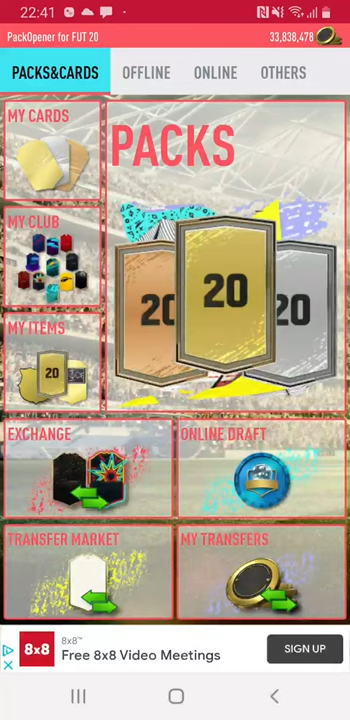 22:41
PackOpener for FUT 20
33,838,478
PACKS&CARDS
OFFLINE
ONLINE
OTHERS
MY CARDS
PACKS
MY CLUB
20
20
20
MY ITEMS
20
EXCHANGE
ONLINE DRAFT
TRANSFER MARKET
MY TRANSFERS
8x8
8x8™
Free 8x8 Video Meetings
SIGN UP